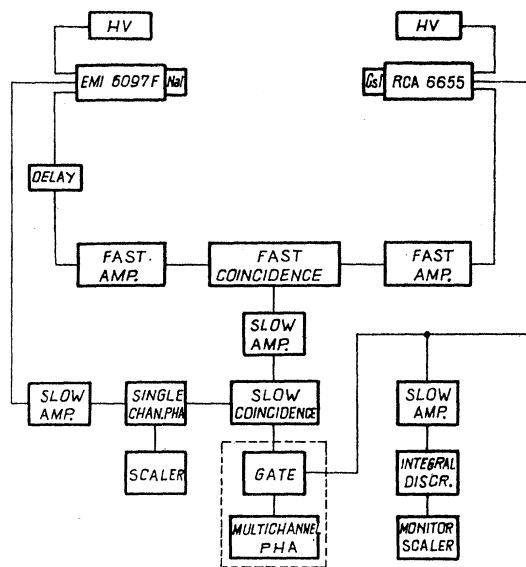 HV
HV
EMI 6097F
NaI
CsI
RCA 6655
DELAY
FAST
AMP.
FAST
COINCIDENCE
FAST
AMP.
SLOW
AMP.
SLOW
AMP.
SINGLE
CHAN.PHA
SLOW
COINCIDENCE
SLOW
AMP.
SCALER
GATE
INTEGRAL
DISCR.
MULTICHANNEL
PHA
MONITOR
SCALER